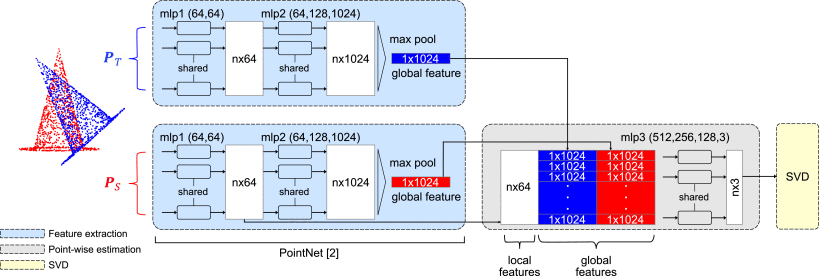 mlp1 (64,64)
mlp2 (64,128,1024)
max pool
P_T
nx64
nx1024
1x1024
shared
shared
global feature
mlp1 (64,64)
mlp2 (64,128,1024)
mlp3 (512,256,128,3)
max pool
P_S
nx64
nx1024
1x1024
shared
shared
global feature
nx64
1x1024
1x1024
1x1024
1x1024
1x1024
1x1024
1x1024
1x1024
shared
nx3
SVD
Feature extraction
Point-wise estimation
SVD
PointNet [2]
local
features
global
features